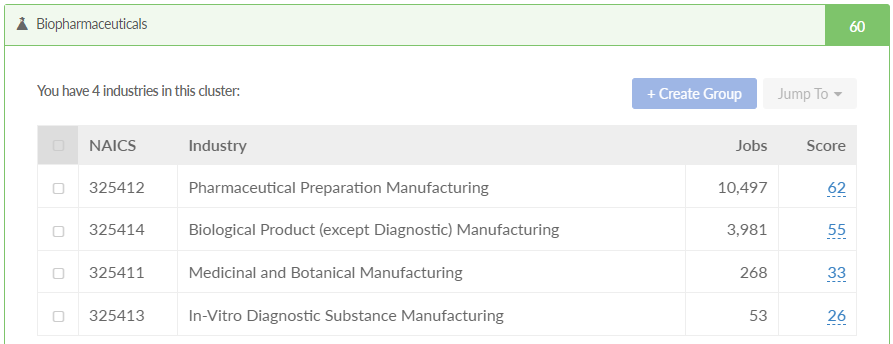 Biopharmaceuticals 60
You have 4 industries in this cluster:
+ Create Group Jump To
NAICS Industry Jobs Score
325412 Pharmaceutical Preparation Manufacturing 10,497 62
325414 Biological Product (except Diagnostic) Manufacturing 3,981 55
325411 Medicinal and Botanical Manufacturing 268 33
325413 In-Vitro Diagnostic Substance Manufacturing 53 26